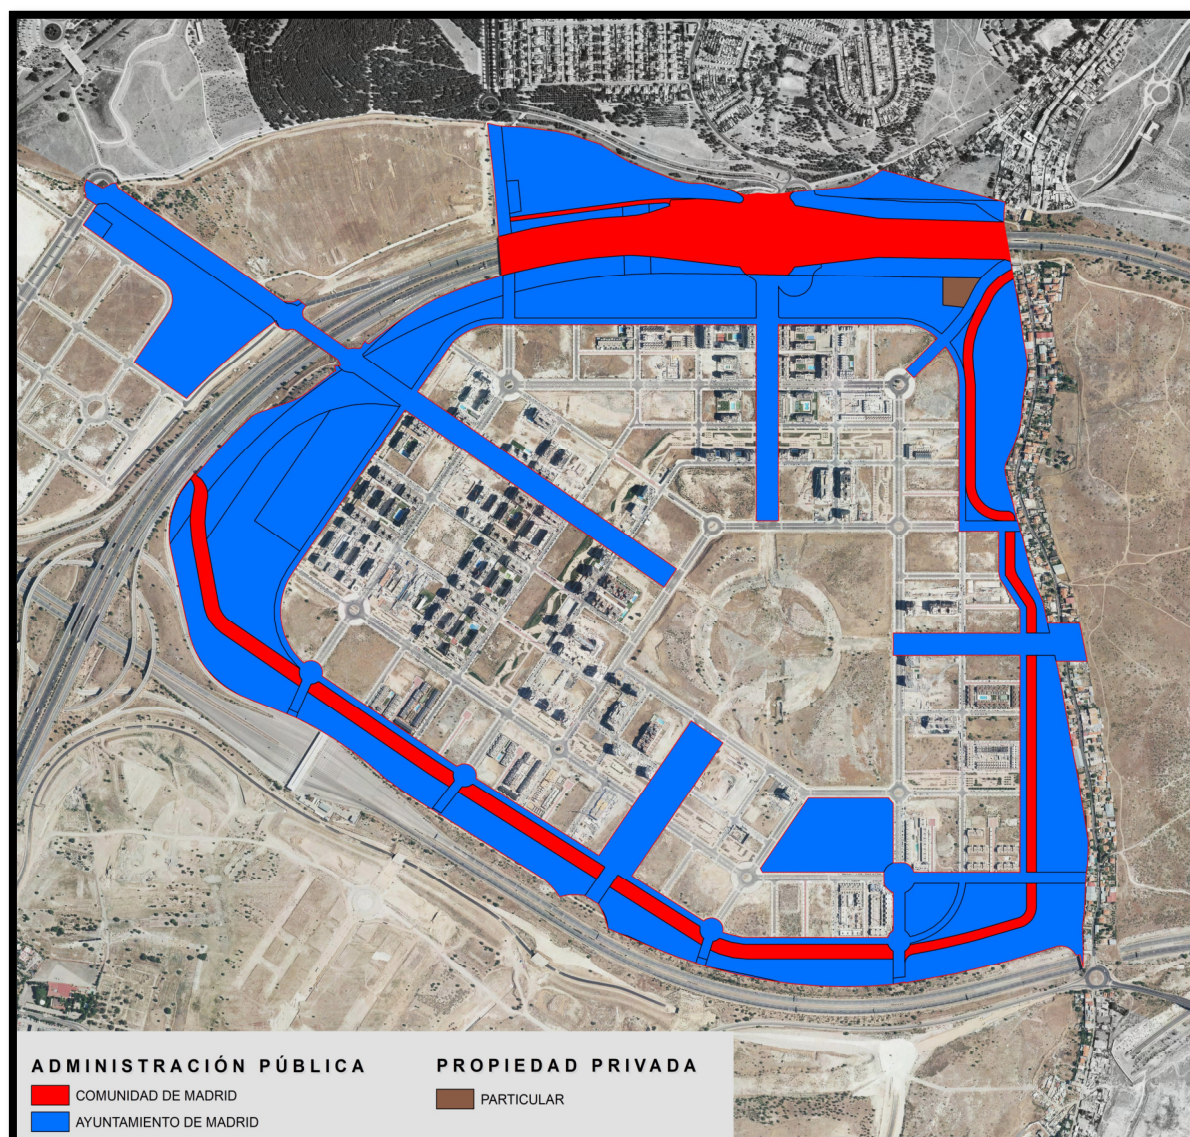 ADMINISTRACIÓN PÚBLICA
COMUNIDAD DE MADRID
AYUNTAMIENTO DE MADRID
PROPIEDAD PRIVADA
PARTICULAR